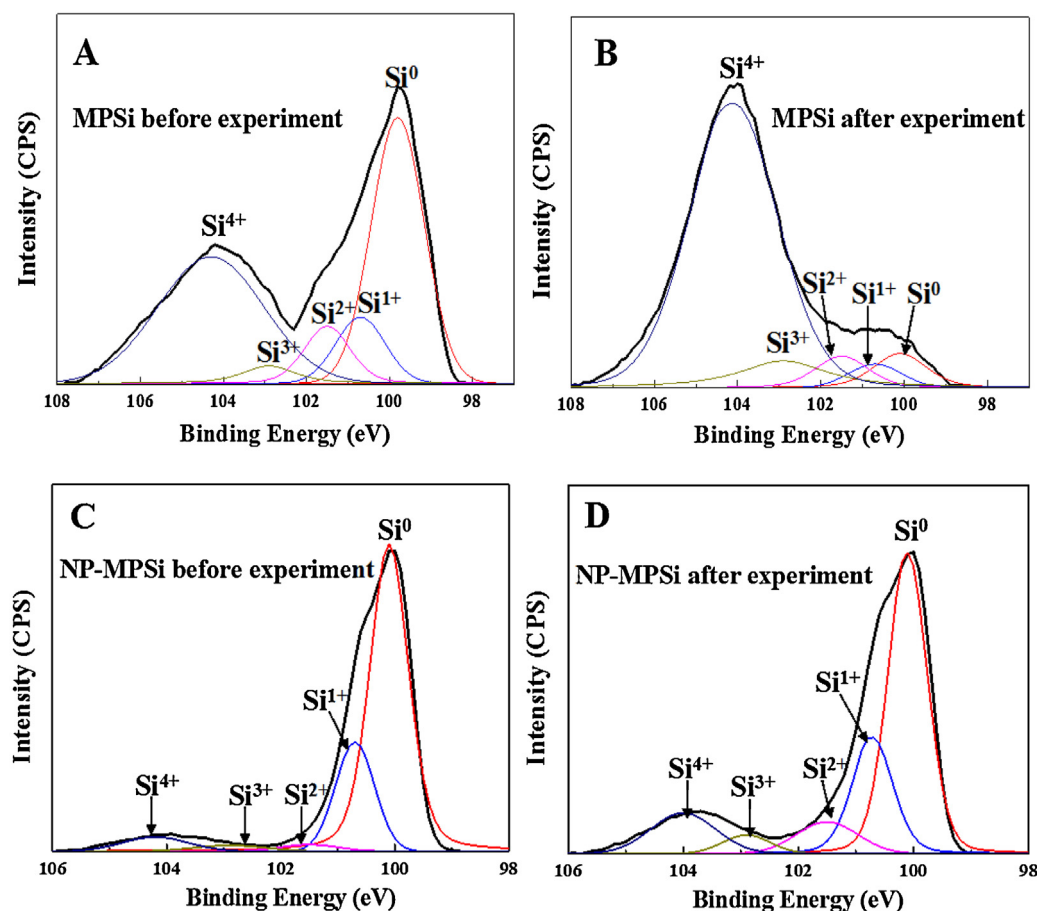 A
MPSi before experiment
Si⁰
Si⁴⁺
Si³⁺
Si²⁺
Si¹⁺
Intensity (CPS)
108 106 104 102 100 98
Binding Energy (eV)
B
MPSi after experiment
Si⁴⁺
Si³⁺
Si²⁺
Si¹⁺
Si⁰
Intensity (CPS)
108 106 104 102 100 98
Binding Energy (eV)
C
NP-MPSi before experiment
Si⁰
Si¹⁺
Si⁴⁺
Si³⁺
Si²⁺
Intensity (CPS)
106 104 102 100 98
Binding Energy (eV)
D
NP-MPSi after experiment
Si⁰
Si¹⁺
Si⁴⁺
Si³⁺
Si²⁺
Intensity (CPS)
106 104 102 100 98
Binding Energy (eV)